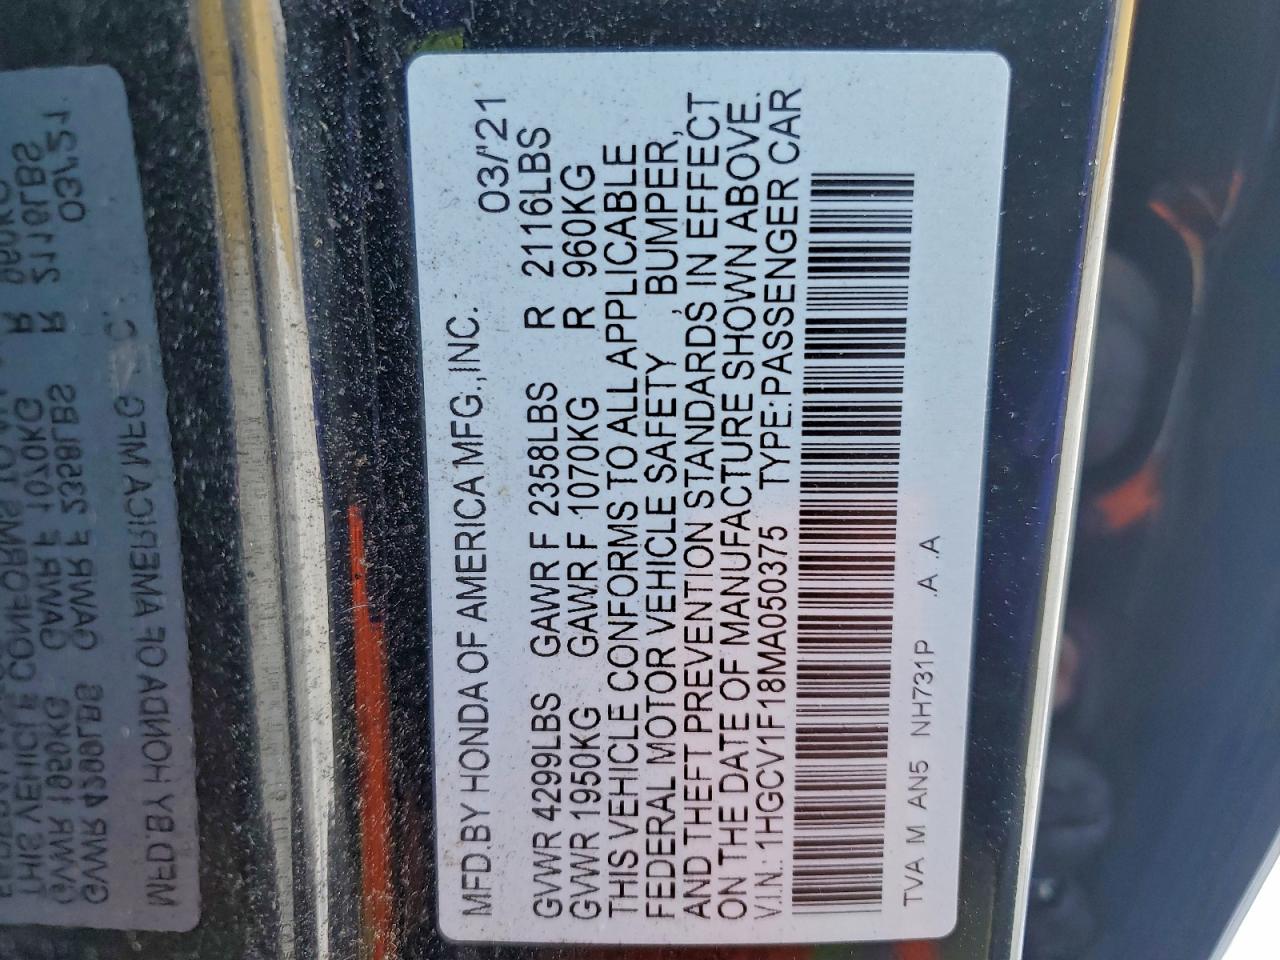 MFD.BY HONDA OF AMERICA MFG.,INC. 03/'21
GVWR 4299LBS GAWR F 2358LBS R 2116LBS
GVWR 1950KG GAWR F 1070KG R 960KG
THIS VEHICLE CONFORMS TO ALL APPLICABLE
FEDERAL MOTOR VEHICLE SAFETY , BUMPER,
AND THEFT PREVENTION STANDARDS, IN EFFECT
ON THE DATE OF MANUFACTURE SHOWN ABOVE.
V.I.N.: 1HGCV1F18MA050375 TYPE:PASSENGER CAR
TVA M AN5 NH731P .A .A